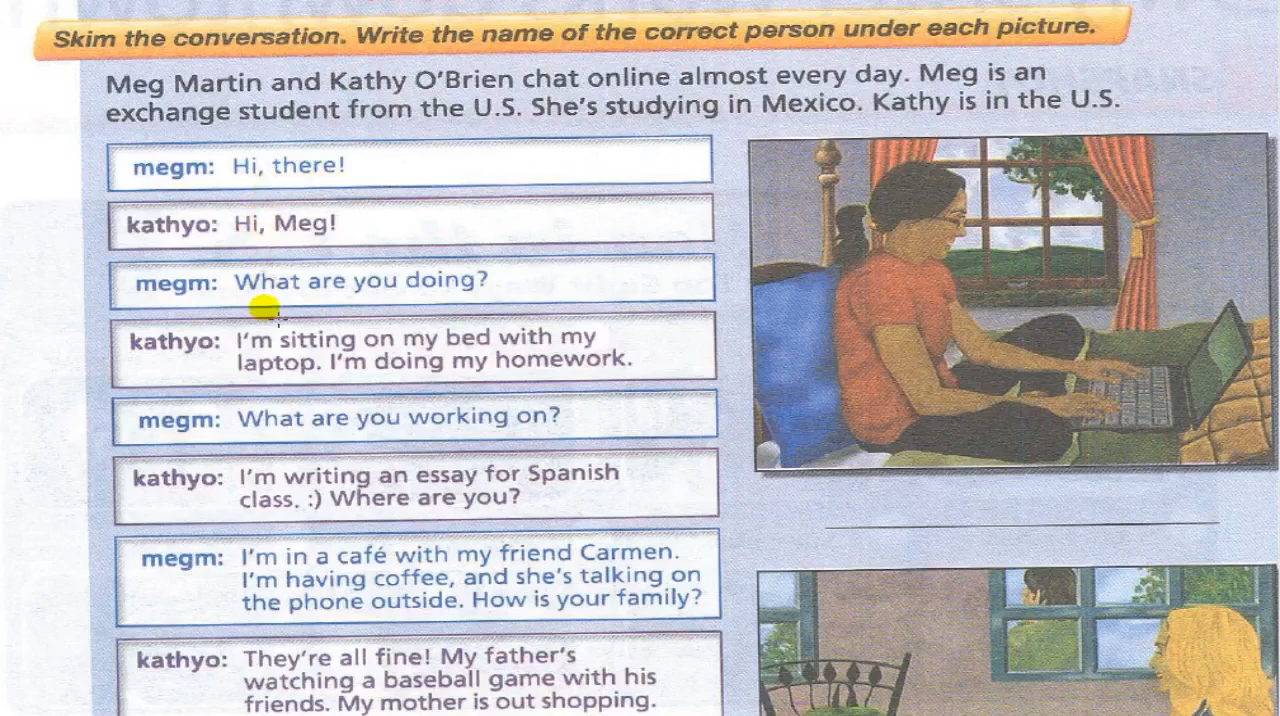 Skim the conversation. Write the name of the correct person under each picture.
Meg Martin and Kathy O'Brien chat online almost every day. Meg is an
exchange student from the U.S. She's studying in Mexico. Kathy is in the U.S.
megm: Hi, there!
kathyo: Hi, Meg!
megm: What are you doing?
kathyo: I'm sitting on my bed with my
laptop. I'm doing my homework.
megm: What are you working on?
kathyo: I'm writing an essay for Spanish
class. :) Where are you?
megm: I'm in a café with my friend Carmen.
I'm having coffee, and she's talking on
the phone outside. How is your family?
kathyo: They're all fine! My father's
watching a baseball game with his
friends. My mother is out shopping.